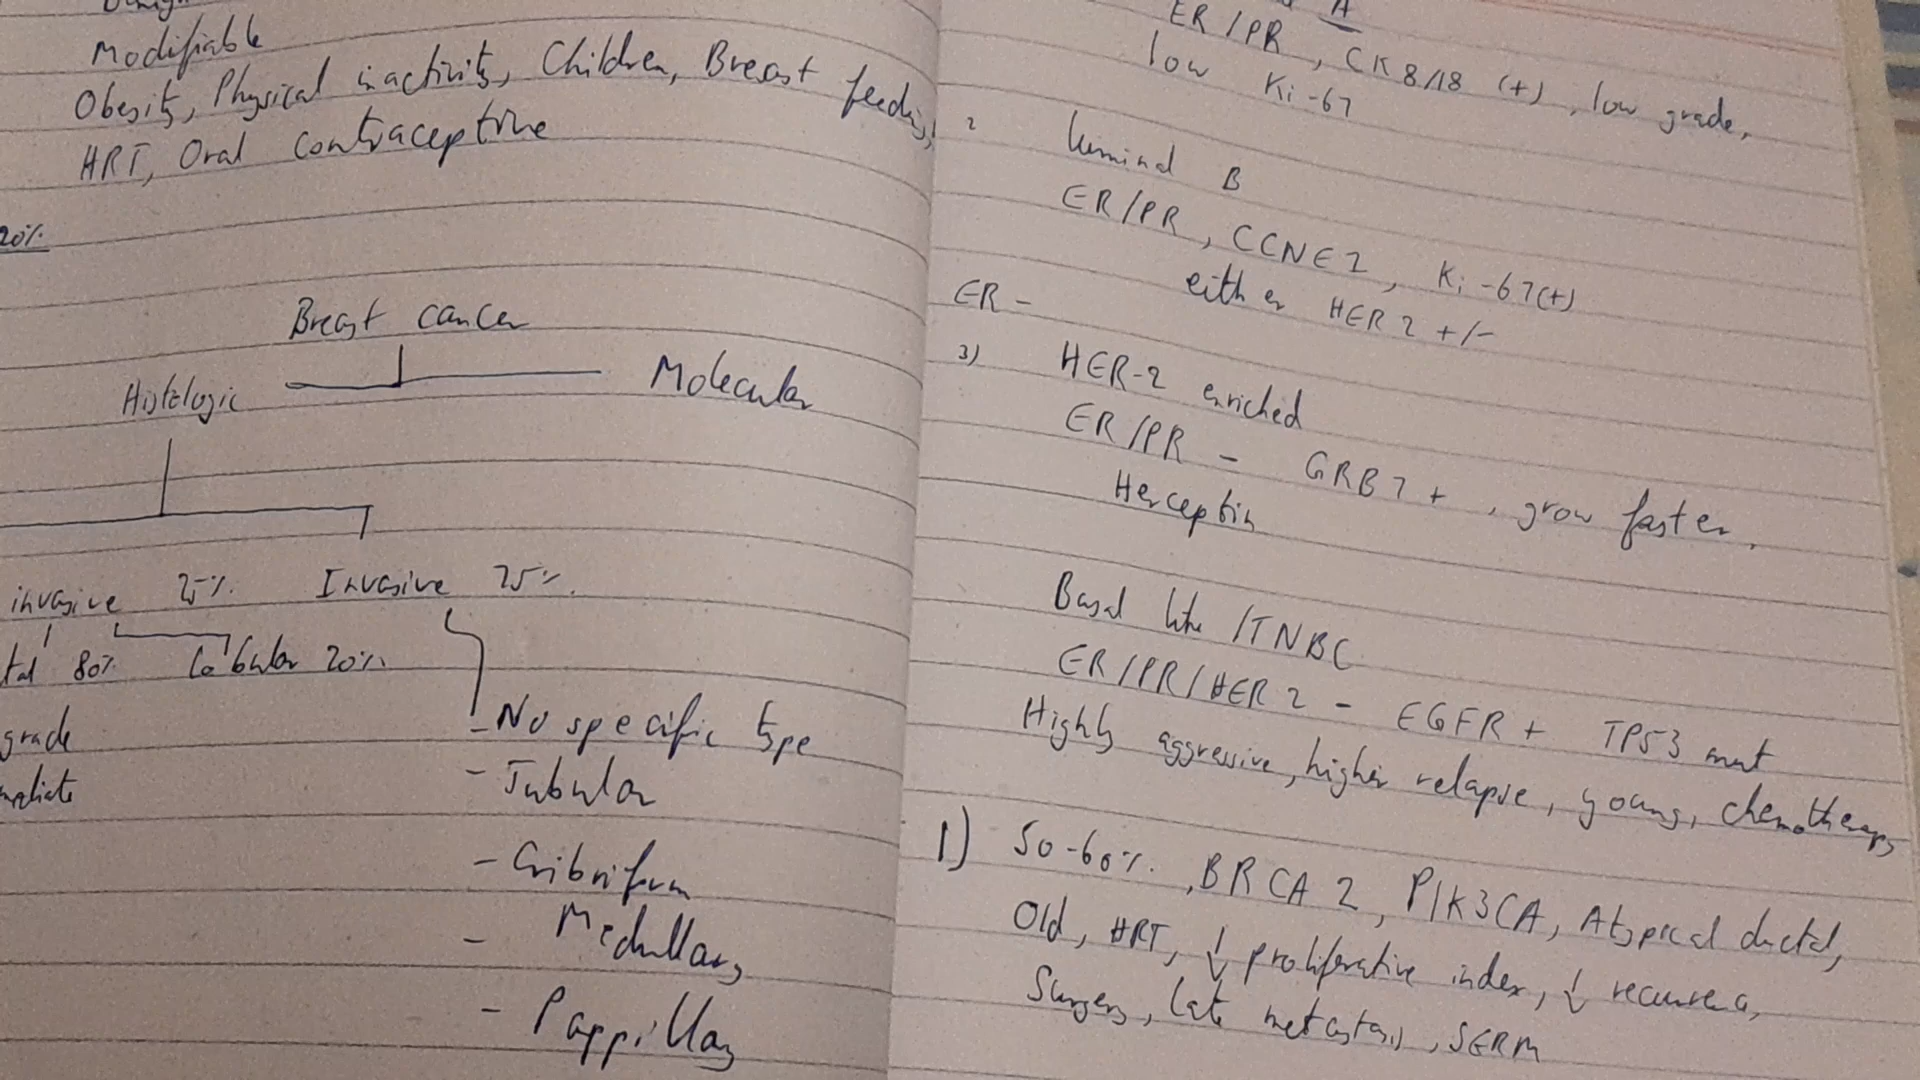 Modifiable
Obesity, Physical inactivity, Children, Breast feeding,
HRT, Oral contraceptive
20%
Breast cancer
Histologic Molecular
invasive 25%. Invasive 75%.
80% Lobular 20%.
grade
- No specific type
- Tubular
- Cribriform
- Medullary
- Pappillary
A
ER/PR, CK8/18 (+), low grade,
low Ki-67
2 luminal B
ER/PR, CCNE2, Ki-67(+)
either HER2 +/-
ER -
3) HER-2 enriched
ER/PR - GRB7+, grow faster.
Herceptin
Basal like /TNBC
ER/PR/HER2 - EGFR + TP53 mut
Highly aggressive, higher relapse, young, chemotherapy
1) 50-60%., BRCA 2, PIK3CA, Atypical ductal,
Old, HRT, ↓ proliferative index, ↓ recurrence,
Surgery, late metastasis, SERM